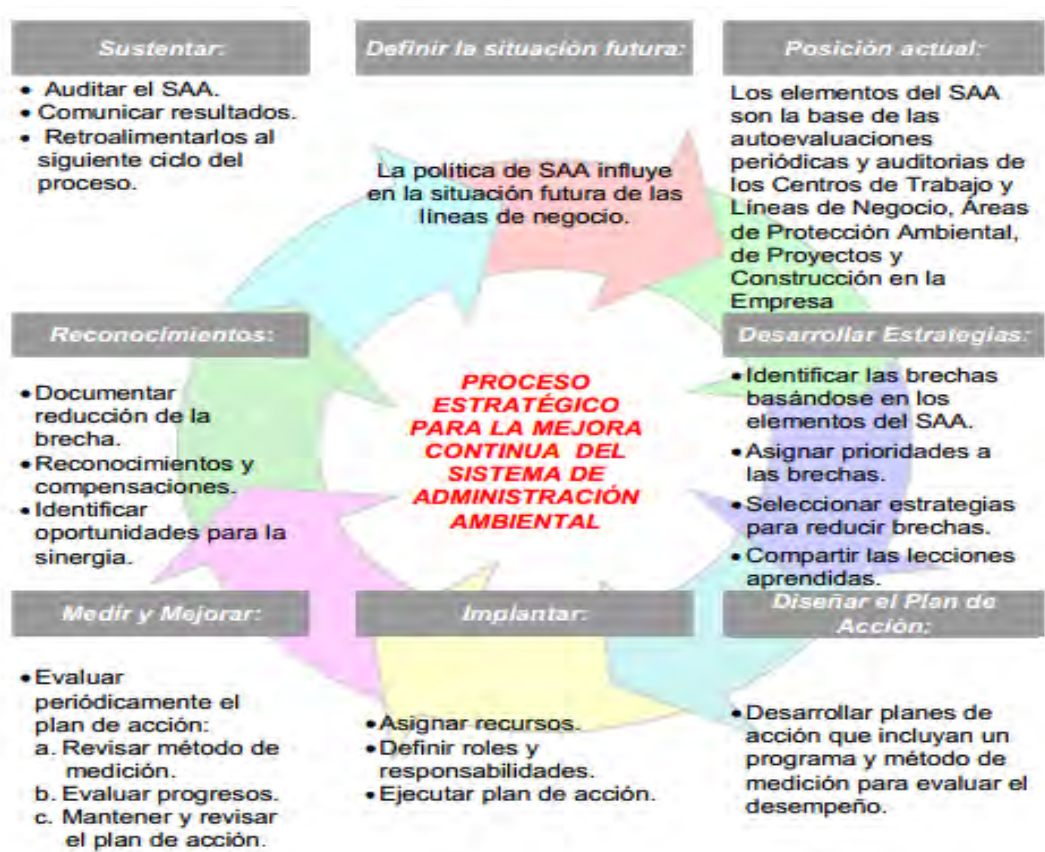 Sustentar:
• Auditar el SAA.
• Comunicar resultados.
• Retroalimentarlos al
siguiente ciclo del
proceso.
Definir la situación futura:
La política de SAA influye
en la situación futura de las
líneas de negocio.
Posición actual:
Los elementos del SAA
son la base de las
autoevaluaciones
periódicas y auditorias de
los Centros de Trabajo y
Líneas de Negocio, Áreas
de Protección Ambiental,
de Proyectos y
Construcción en la
Empresa
Reconocimientos:
• Documentar
reducción de la
brecha.
• Reconocimientos y
compensaciones.
• Identificar
oportunidades para la
sinergia.
PROCESO
ESTRATÉGICO
PARA LA MEJORA
CONTINUA DEL
SISTEMA DE
ADMINISTRACIÓN
AMBIENTAL
Desarrollar Estrategias:
• Identificar las brechas
basándose en los
elementos del SAA.
• Asignar prioridades a
las brechas.
• Seleccionar estrategias
para reducir brechas.
• Compartir las lecciones
aprendidas.
Medir y Mejorar:
• Evaluar
periódicamente el
plan de acción:
a. Revisar método de
medición.
b. Evaluar progresos.
c. Mantener y revisar
el plan de acción.
Implantar:
• Asignar recursos.
• Definir roles y
responsabilidades.
• Ejecutar plan de acción.
Diseñar el Plan de
Acción:
• Desarrollar planes de
acción que incluyan un
programa y método de
medición para evaluar el
desempeño.